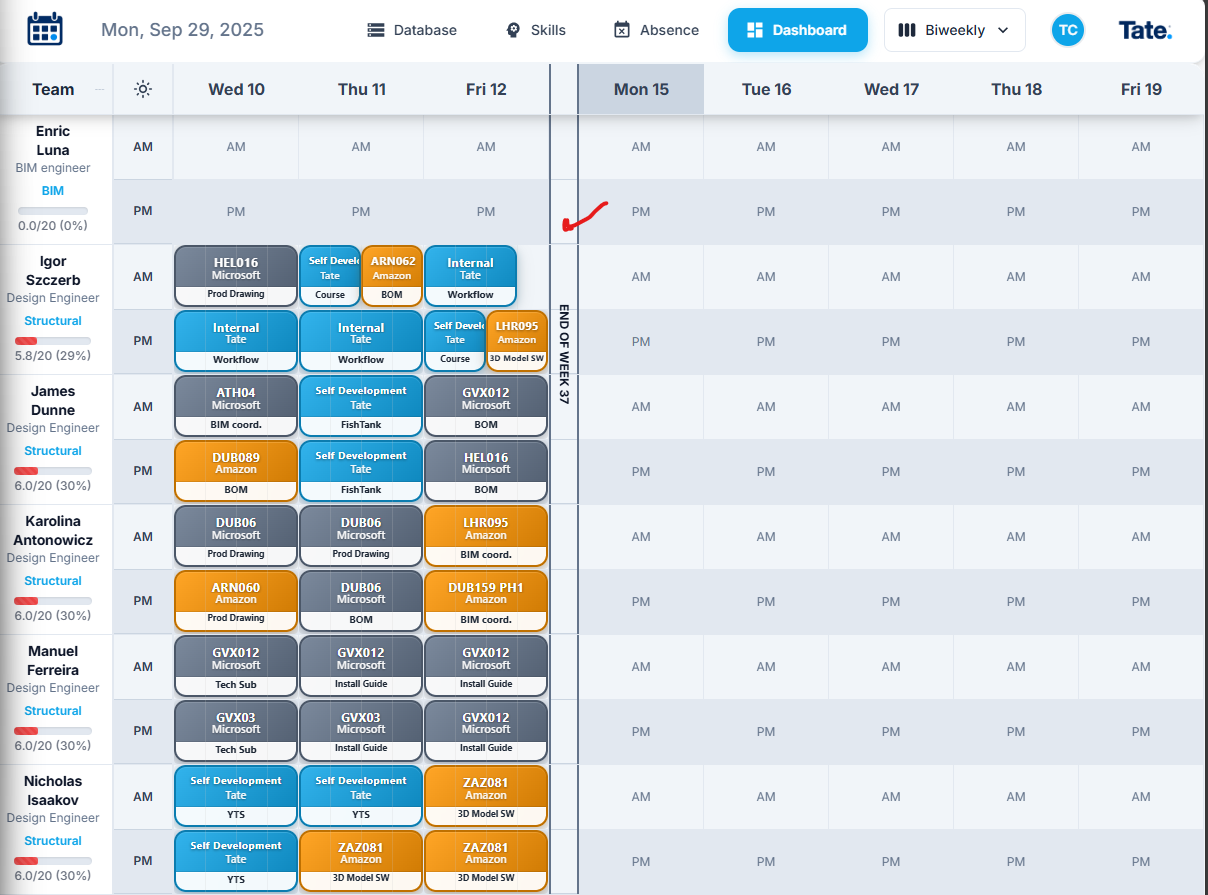 Mon, Sep 29, 2025
Database
Skills
Absence
Dashboard
Biweekly
TC
Tate.
Team
Wed 10
Thu 11
Fri 12
Mon 15
Tue 16
Wed 17
Thu 18
Fri 19
Enric
Luna
BIM engineer
BIM
0.0/20 (0%)
AM
AM
AM
AM
AM
AM
AM
AM
AM
PM
PM
PM
PM
PM
PM
PM
PM
PM
END OF WEEK 37
Igor
Szczerb
Design Engineer
Structural
5.8/20 (29%)
AM
HEL016
Microsoft
Prod Drawing
Self Devel
Tate
Course
ARN062
Amazon
BOM
Internal
Tate
Workflow
AM
AM
AM
AM
AM
PM
Internal
Tate
Workflow
Internal
Tate
Workflow
Self Devel
Tate
Course
LHR095
Amazon
3D Model SW
PM
PM
PM
PM
PM
James
Dunne
Design Engineer
Structural
6.0/20 (30%)
AM
ATH04
Microsoft
BIM coord.
Self Development
Tate
FishTank
GVX012
Microsoft
BOM
AM
AM
AM
AM
AM
PM
DUB089
Amazon
BOM
Self Development
Tate
FishTank
HEL016
Microsoft
BOM
PM
PM
PM
PM
PM
Karolina
Antonowicz
Design Engineer
Structural
6.0/20 (30%)
AM
DUB06
Microsoft
Prod Drawing
DUB06
Microsoft
Prod Drawing
LHR095
Amazon
BIM coord.
AM
AM
AM
AM
AM
PM
ARN060
Amazon
Prod Drawing
DUB06
Microsoft
BOM
DUB159 PH1
Amazon
BIM coord.
PM
PM
PM
PM
PM
Manuel
Ferreira
Design Engineer
Structural
6.0/20 (30%)
AM
GVX012
Microsoft
Tech Sub
GVX012
Microsoft
Install Guide
GVX012
Microsoft
Install Guide
AM
AM
AM
AM
AM
PM
GVX03
Microsoft
Tech Sub
GVX03
Microsoft
Install Guide
GVX012
Microsoft
Install Guide
PM
PM
PM
PM
PM
Nicholas
Isaakov
Design Engineer
Structural
6.0/20 (30%)
AM
Self Development
Tate
YTS
Self Development
Tate
YTS
ZAZ081
Amazon
3D Model SW
AM
AM
AM
AM
AM
PM
Self Development
Tate
YTS
ZAZ081
Amazon
3D Model SW
ZAZ081
Amazon
3D Model SW
PM
PM
PM
PM
PM